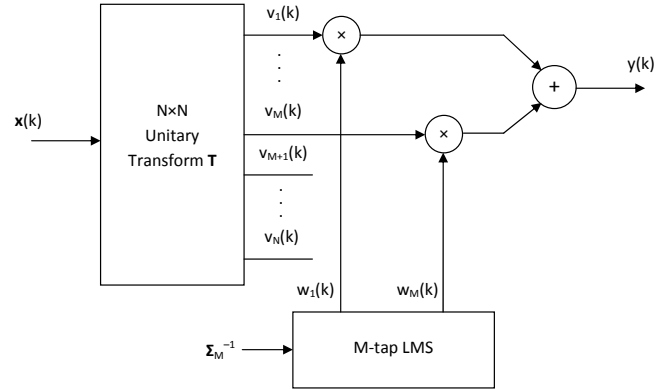 v₁(k)
×
.
.
.
y(k)
+
x(k)
N×N
Unitary
Transform T
v_M(k)
×
v_{M+1}(k)
.
.
.
v_N(k)
w₁(k)
w_M(k)
Σ_M⁻¹
M-tap LMS